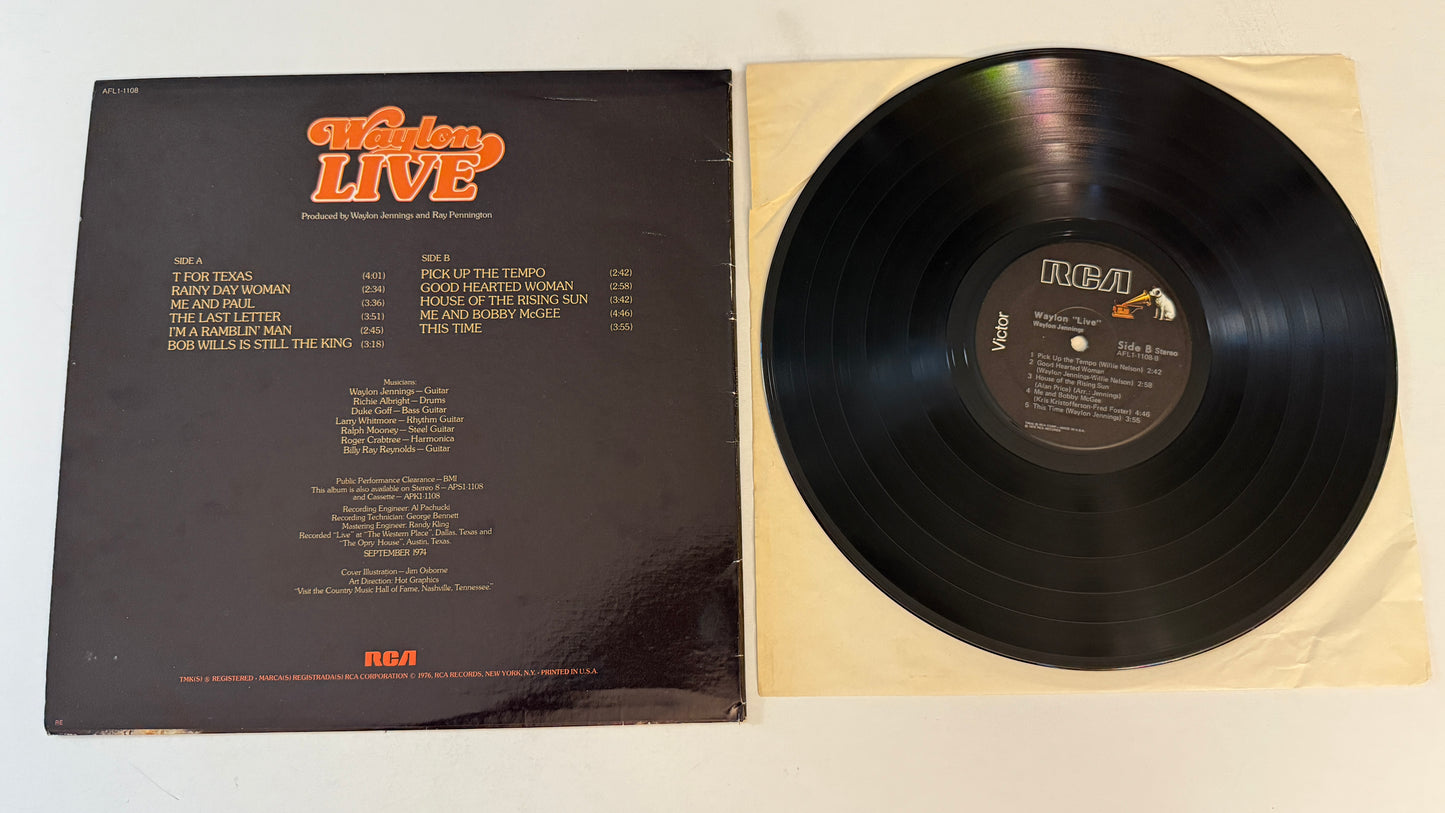 AFL1-1108
Waylon
LIVE
Produced by Waylon Jennings and Ray Pennington
SIDE A
T FOR TEXAS (4:01)
RAINY DAY WOMAN (2:34)
ME AND PAUL (3:36)
THE LAST LETTER (3:51)
I'M A RAMBLIN' MAN (2:45)
BOB WILLS IS STILL THE KING (3:18)
SIDE B
PICK UP THE TEMPO (2:42)
GOOD HEARTED WOMAN (2:58)
HOUSE OF THE RISING SUN (3:42)
ME AND BOBBY McGEE (4:46)
THIS TIME (3:55)
Musicians:
Waylon Jennings — Guitar
Richie Albright — Drums
Duke Goff — Bass Guitar
Larry Whitmore — Rhythm Guitar
Ralph Mooney — Steel Guitar
Roger Crabtree — Harmonica
Billy Ray Reynolds — Guitar
Public Performance Clearance — BMI
This album is also available on Stereo 8 — APS1-1108
and Cassette — APK1-1108
Recording Engineer: Al Pachucki
Recording Technician: George Bennett
Mastering Engineer: Randy Kling
Recorded "Live" at "The Western Place", Dallas, Texas and
"The Opry House", Austin, Texas.
SEPTEMBER 1974
Cover Illustration — Jim Osborne
Art Direction: Hot Graphics
"Visit the Country Music Hall of Fame, Nashville, Tennessee."
RCA
TMK(S) ® REGISTERED • MARCA(S) REGISTRADA(S) RCA CORPORATION © 1976, RCA RECORDS, NEW YORK, N.Y. • PRINTED IN U.S.A.
RE
RCA
Victor
Waylon "Live"
Waylon Jennings
Side B Stereo
AFL1-1108-B
1 Pick Up the Tempo (Willie Nelson) 2:42
2 Good Hearted Woman
(Waylon Jennings-Willie Nelson) 2:58
3 House of the Rising Sun
(Alan Price) (Arr.: Jennings)
4 Me and Bobby McGee
(Kris Kristofferson-Fred Foster) 4:46
5 This Time (Waylon Jennings) 3:55